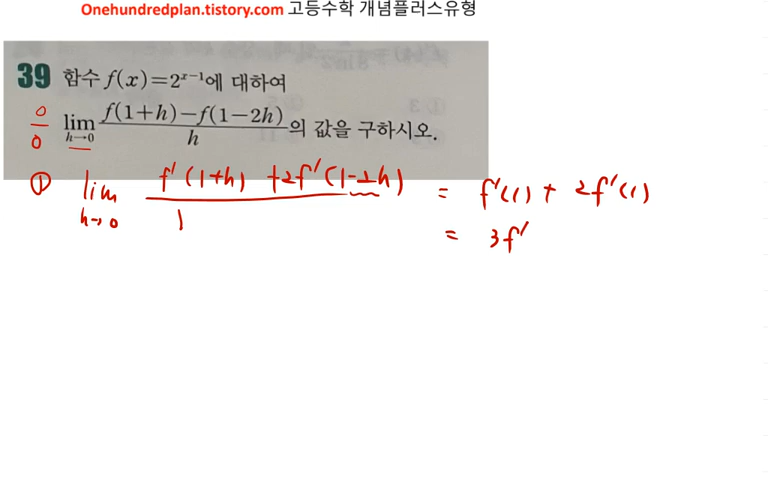 Onehundredplan.tistory.com 고등수학 개념플러스유형
39 함수 f(x)=2^{x-1}에 대하여
0/0 lim_{h→0} \frac{f(1+h)-f(1-2h)}{h}의 값을 구하시오.
① lim_{h→0} \frac{f'(1+h) +2f'(1-2h)}{1} = f'(1) + 2f'(1)
= 3f'